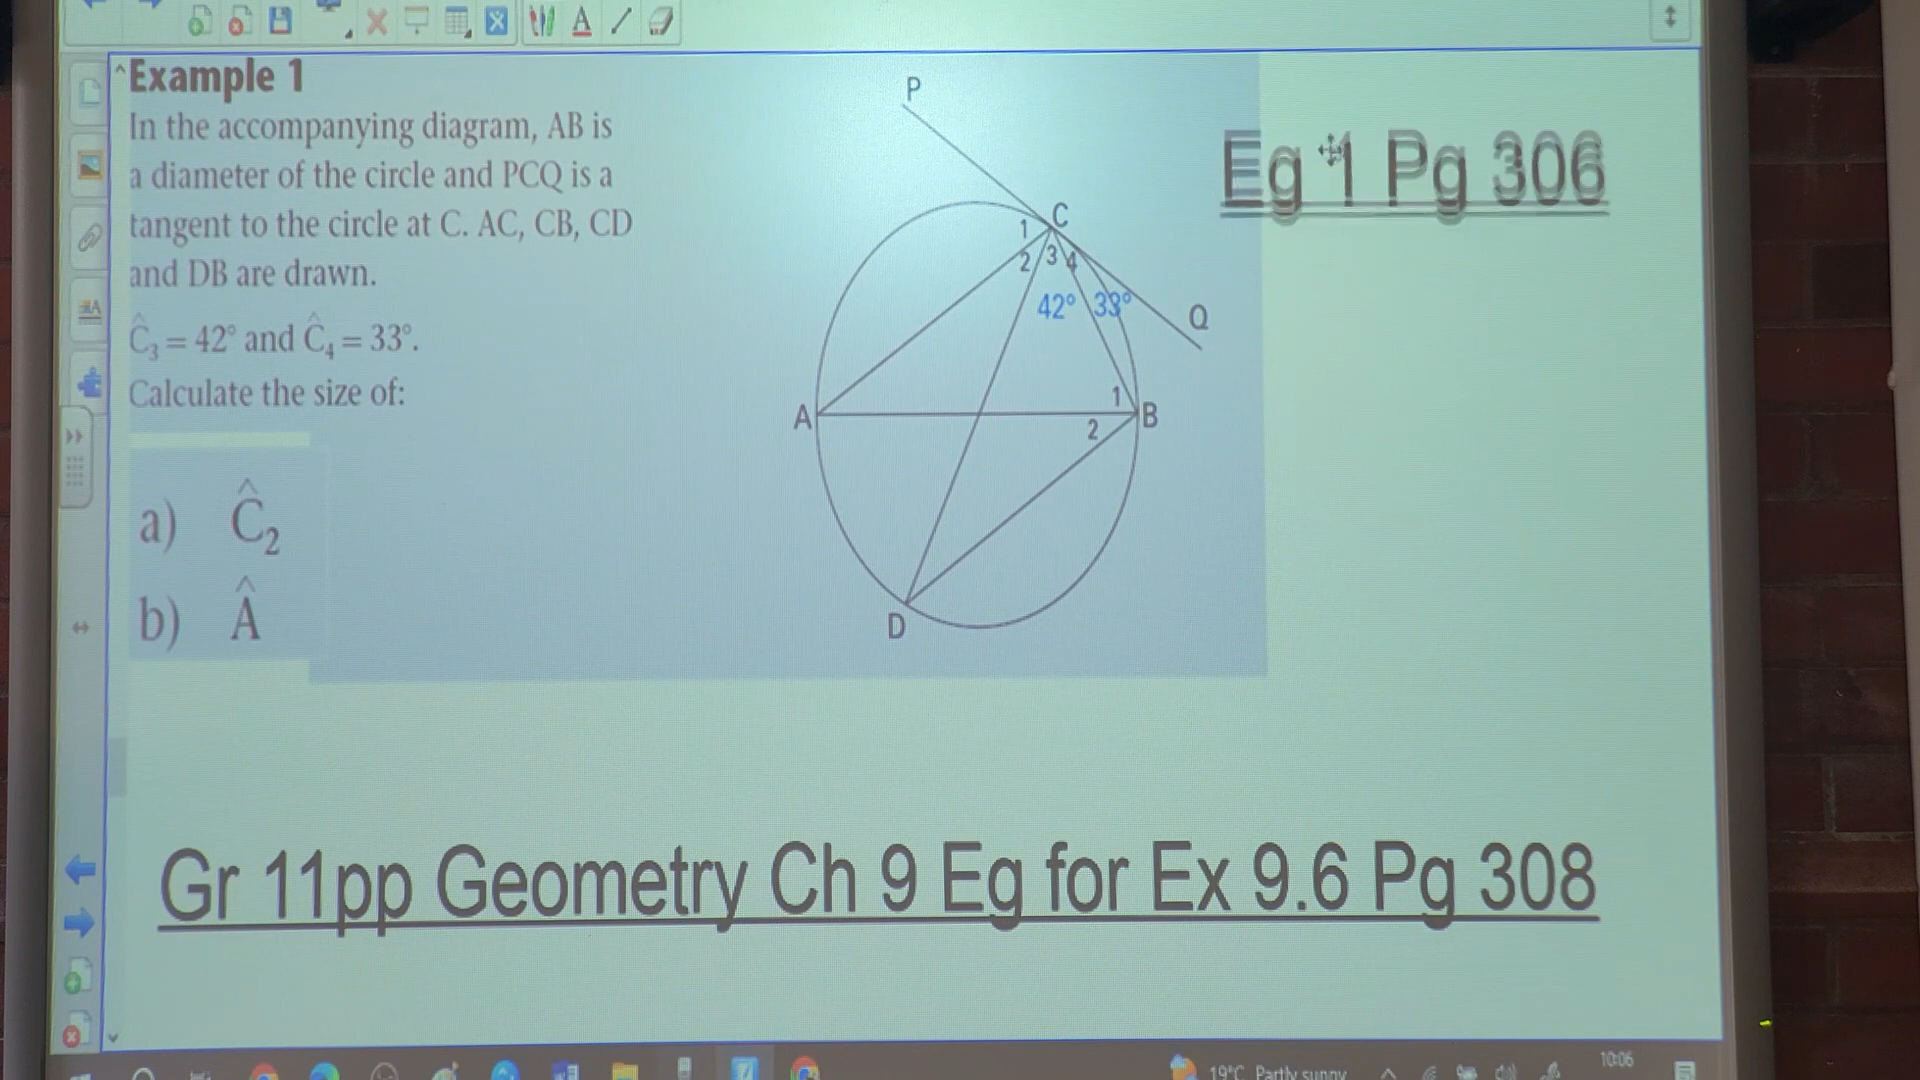 Example 1
In the accompanying diagram, AB is
a diameter of the circle and PCQ is a
tangent to the circle at C. AC, CB, CD
and DB are drawn.
Ĉ₃ = 42° and Ĉ₄ = 33°.
Calculate the size of:
a) Ĉ₂
b) Â
P
C
1
2 3 4
42° 33°
Q
A
1
B
2
D
Eg 1 Pg 306
Gr 11pp Geometry Ch 9 Eg for Ex 9.6 Pg 308
19°C Partly sunny
10:06